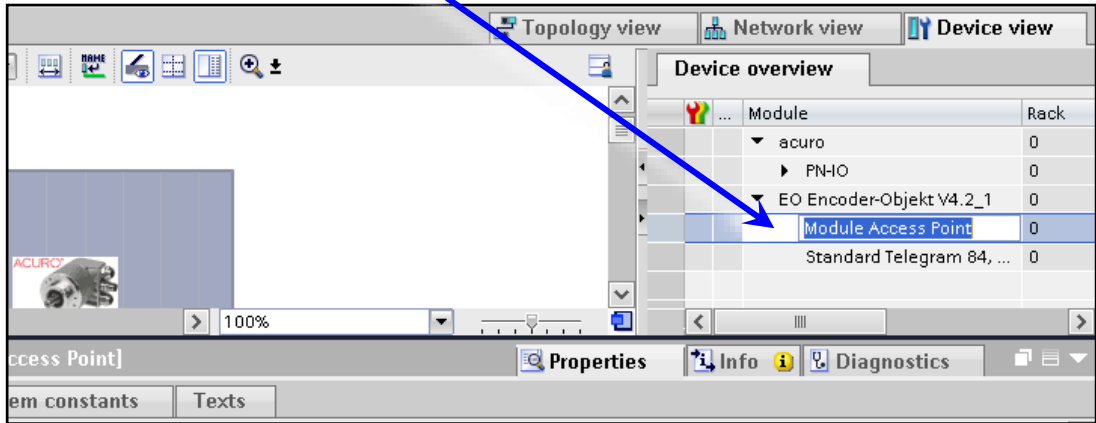 Topology view Network view Device view
NAME
Device overview
... Module Rack
acuro 0
PN-IO 0
EO Encoder-Objekt V4.2_1 0
Module Access Point 0
Standard Telegram 84, ... 0
ACURO
100%
ccess Point]
Properties Info Diagnostics
em constants Texts